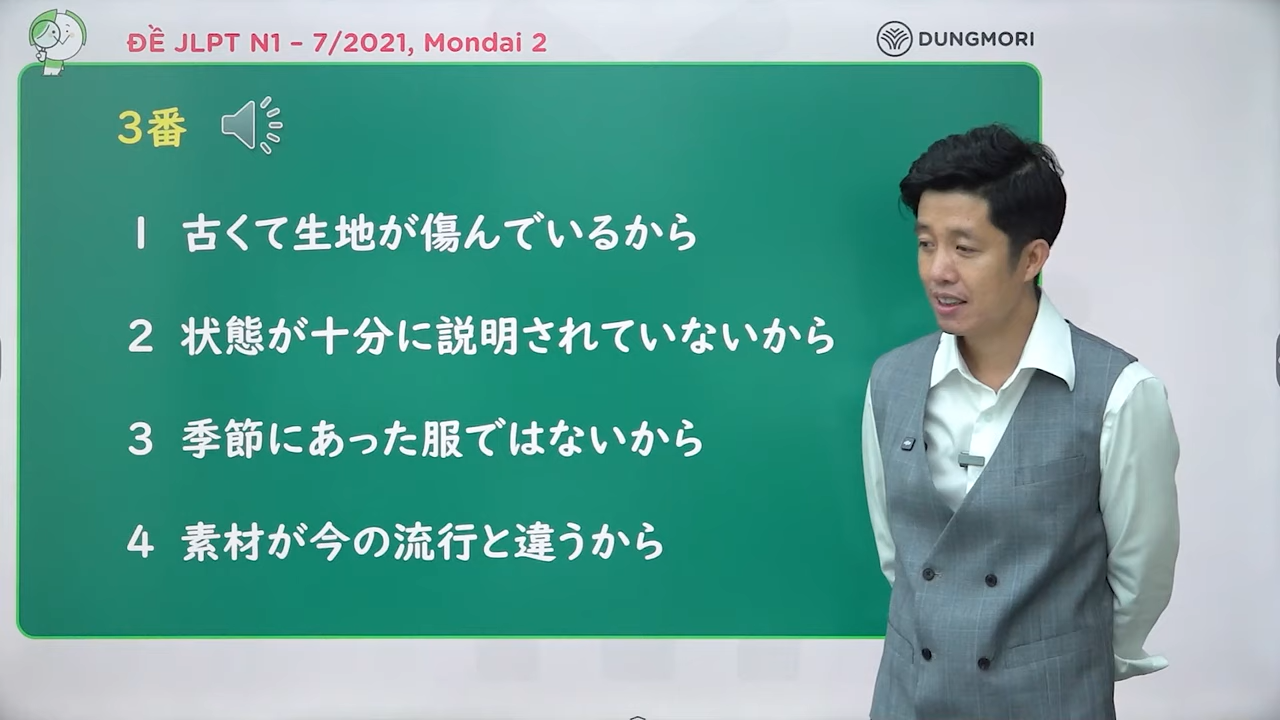 ĐỀ JLPT N1 – 7/2021, Mondai 2
DUNGMORI
3番
1 古くて生地が傷んでいるから
2 状態が十分に説明されていないから
3 季節にあった服ではないから
4 素材が今の流行と違うから